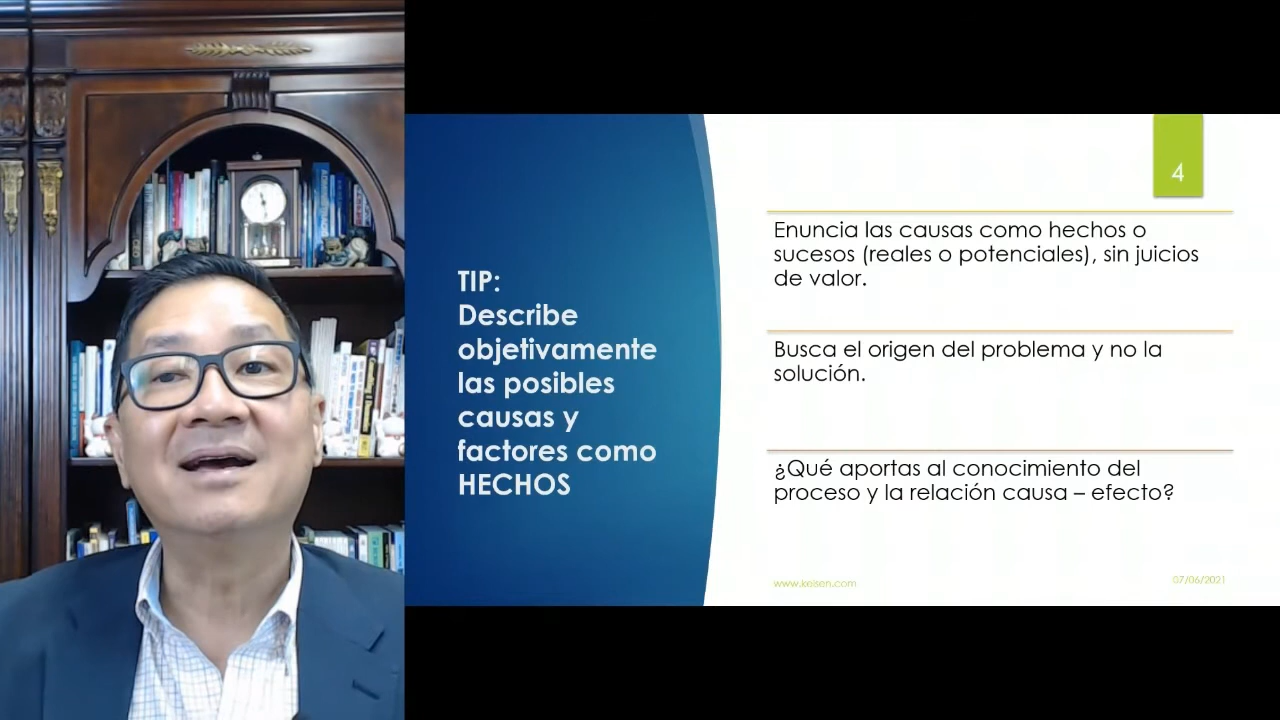 TIP:
Describe
objetivamente
las posibles
causas y
factores como
HECHOS
4
Enuncia las causas como hechos o
sucesos (reales o potenciales), sin juicios
de valor.
Busca el origen del problema y no la
solución.
¿Qué aportas al conocimiento del
proceso y la relación causa – efecto?
www.keisen.com
07/06/2021